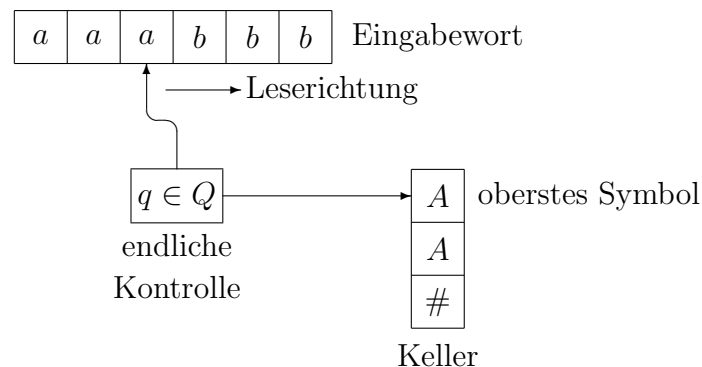 a a a b b b Eingabewort
Leserichtung
q ∈ Q
endliche
Kontrolle
A oberstes Symbol
A
#
Keller